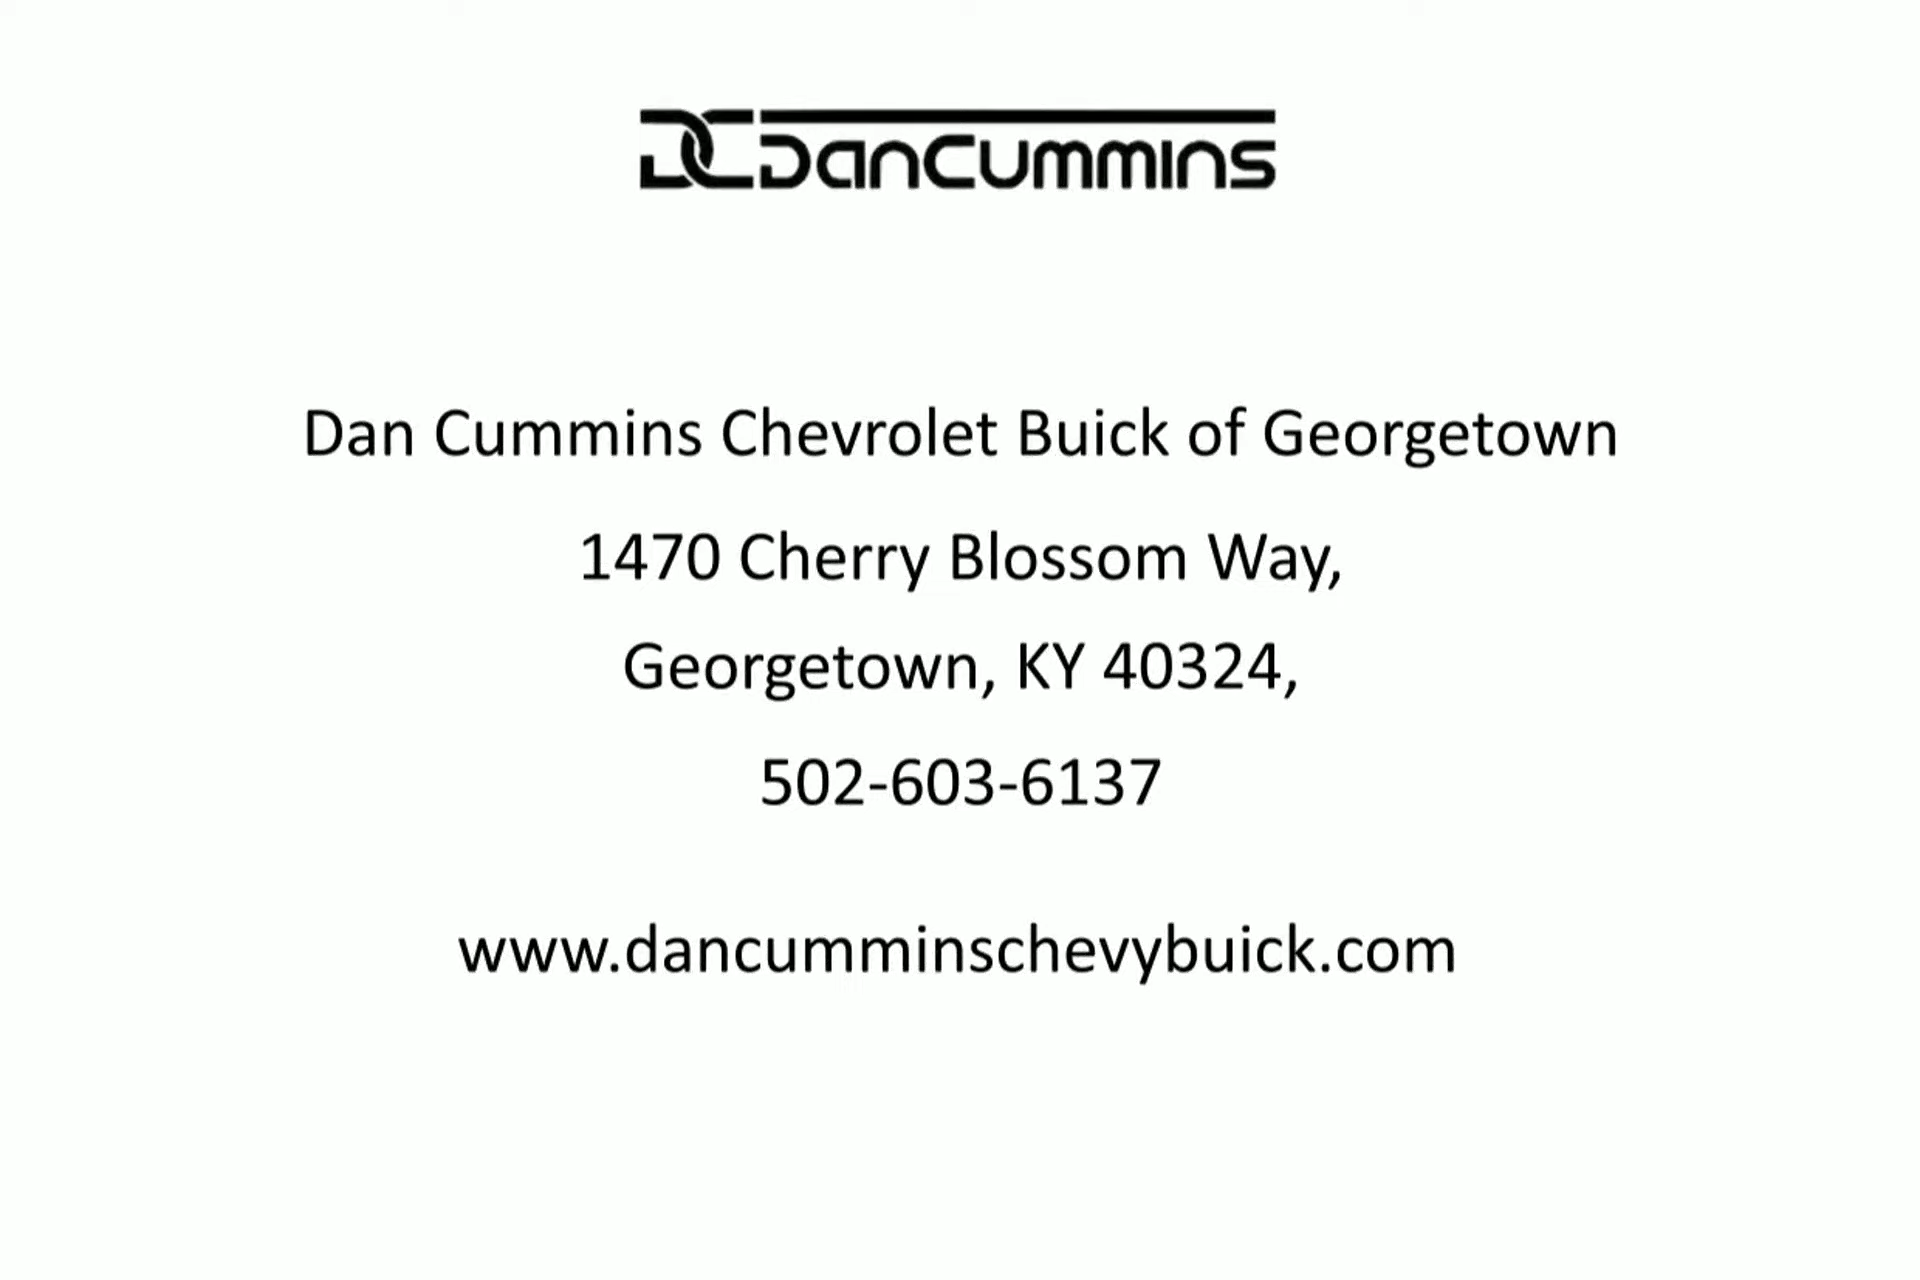 DC DanCummins
Dan Cummins Chevrolet Buick of Georgetown
1470 Cherry Blossom Way,
Georgetown, KY 40324,
502-603-6137
www.dancumminschevybuick.com